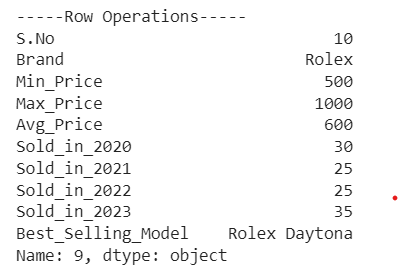 -----Row Operations-----
S.No                                10
Brand                            Rolex
Min_Price                          500
Max_Price                         1000
Avg_Price                          600
Sold_in_2020                        30
Sold_in_2021                        25
Sold_in_2022                        25
Sold_in_2023                        35
Best_Selling_Model    Rolex Daytona
Name: 9, dtype: object